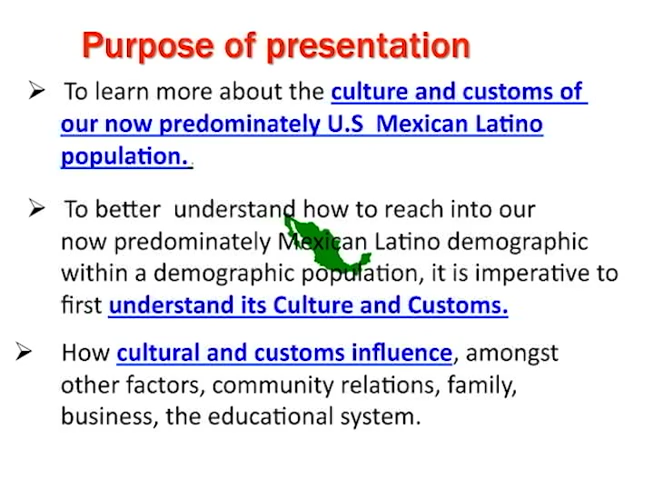 Purpose of presentation
➢ To learn more about the culture and customs of
our now predominately U.S Mexican Latino
population..
➢ To better understand how to reach into our
now predominately Mexican Latino demographic
within a demographic population, it is imperative to
first understand its Culture and Customs.
➢ How cultural and customs influence, amongst
other factors, community relations, family,
business, the educational system.